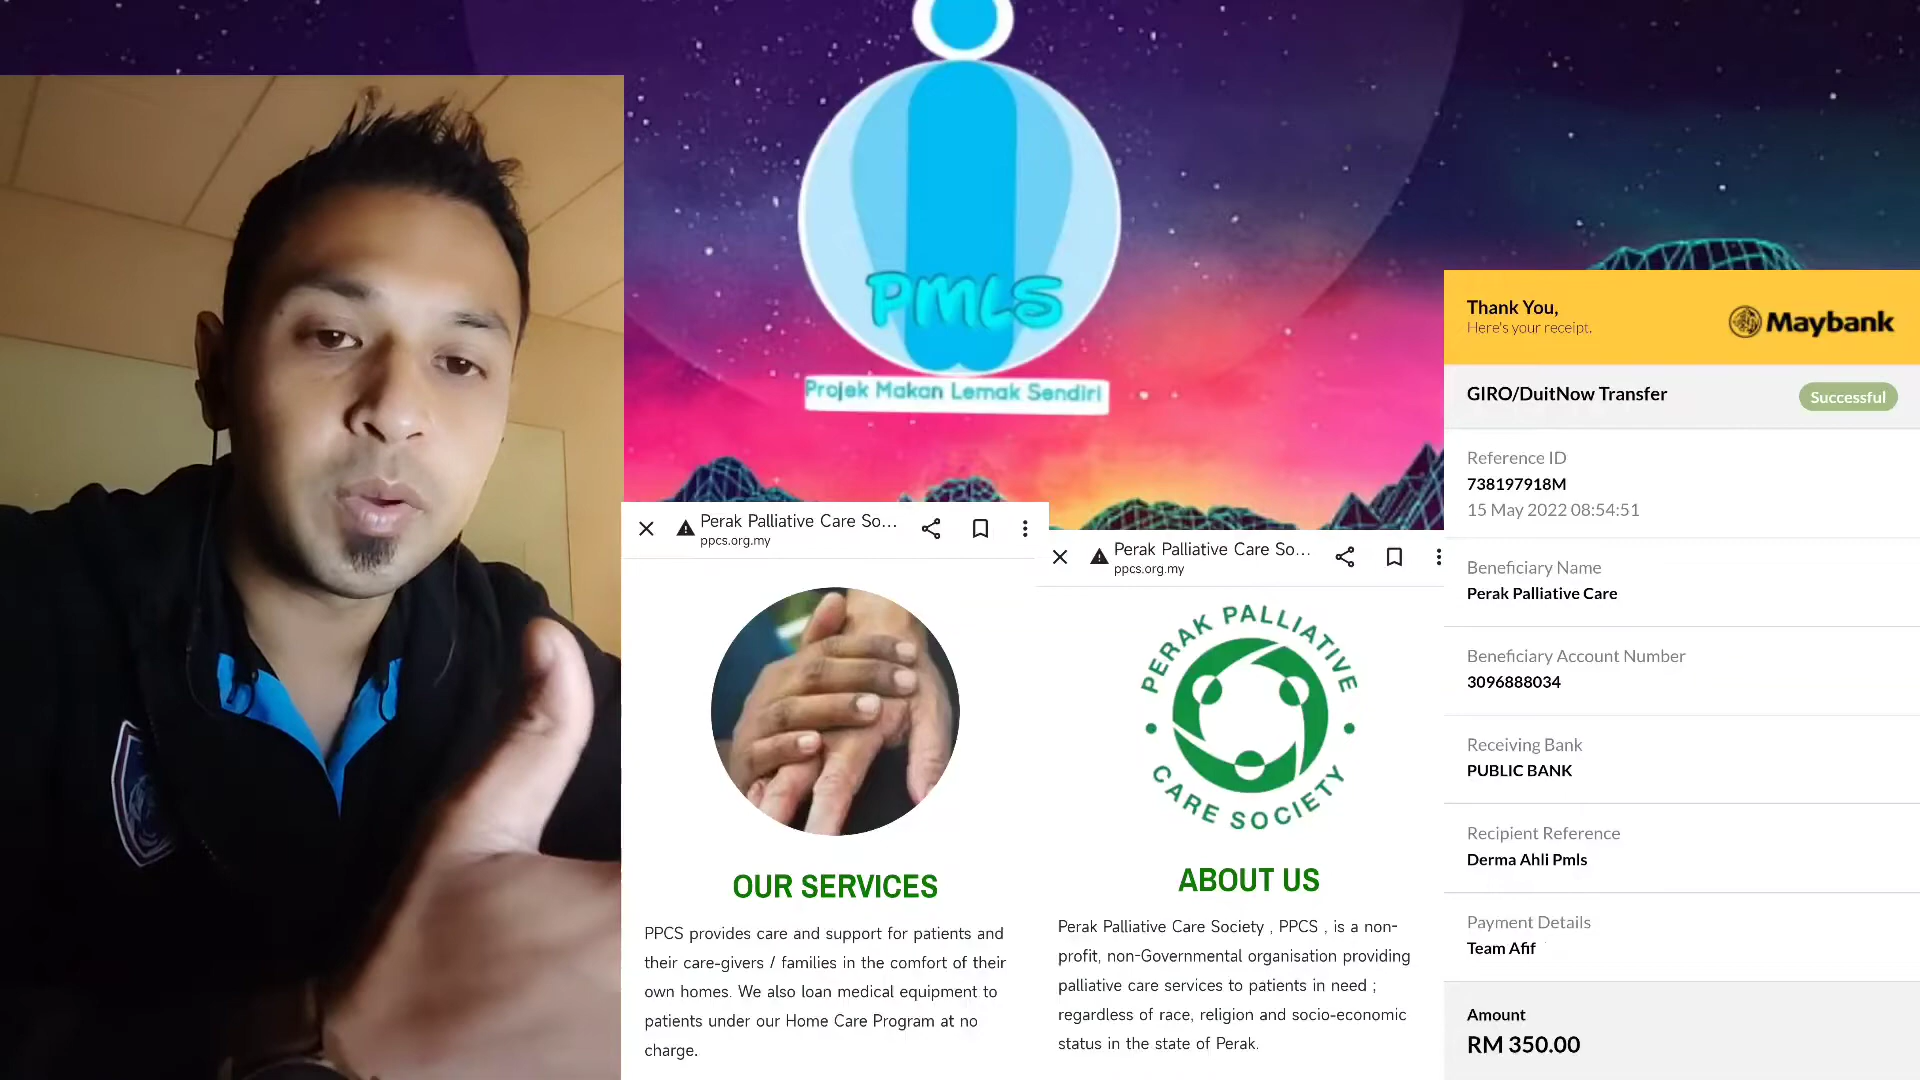 PMLS
Projek Makan Lemak Sendiri
Perak Palliative Care So...
ppcs.org.my
OUR SERVICES
PPCS provides care and support for patients and
their care-givers / families in the comfort of their
own homes. We also loan medical equipment to
patients under our Home Care Program at no
charge.
Perak Palliative Care So...
ppcs.org.my
PERAK PALLIATIVE
CARE SOCIETY
ABOUT US
Perak Palliative Care Society , PPCS , is a non-
profit, non-Governmental organisation providing
palliative care services to patients in need ;
regardless of race, religion and socio-economic
status in the state of Perak.
Thank You,
Here's your receipt.
Maybank
GIRO/DuitNow Transfer
Successful
Reference ID
738197918M
15 May 2022 08:54:51
Beneficiary Name
Perak Palliative Care
Beneficiary Account Number
3096888034
Receiving Bank
PUBLIC BANK
Recipient Reference
Derma Ahli Pmls
Payment Details
Team Afif
Amount
RM 350.00